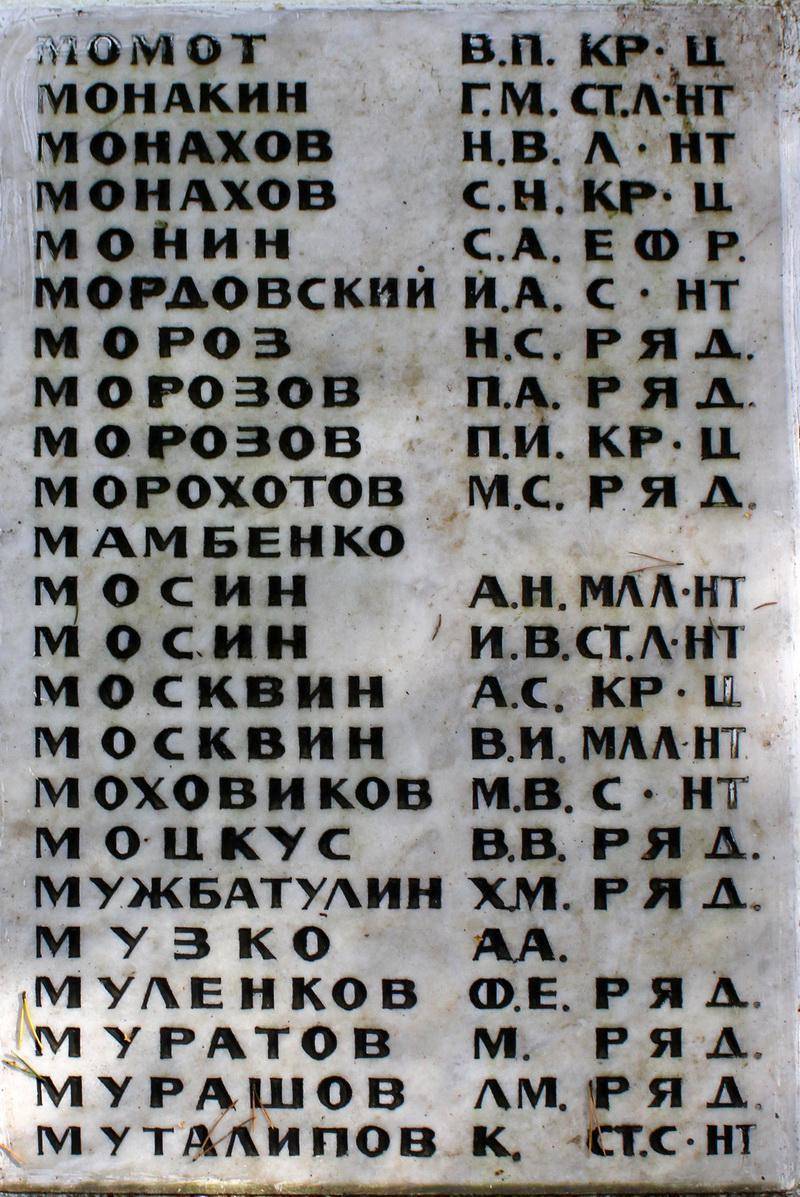 МОМОТ В.П. КР·Ц
МОНАКИН Г.М. СТ.Л·НТ
МОНАХОВ Н.В. Л·НТ
МОНАХОВ С.Н. КР·Ц
МОНИН С.А. ЕФР.
МОРДОВСКИЙ И.А. С·НТ
МОРОЗ Н.С. РЯД.
МОРОЗОВ П.А. РЯД.
МОРОЗОВ П.И. КР·Ц
МОРОХОТОВ М.С. РЯД.
МАМБЕНКО
МОСИН А.Н. МЛЛ·НТ
МОСИН И.В. СТ.Л·НТ
МОСКВИН А.С. КР·Ц
МОСКВИН В.И. МЛЛ·НТ
МОХОВИКОВ М.В. С·НТ
МОЦКУС В.В. РЯД.
МУЖБАТУЛИН Х.М. РЯД.
МУЗКО А.А.
МУЛЕНКОВ Ф.Е. РЯД.
МУРАТОВ М. РЯД.
МУРАШОВ Л.М. РЯД.
МУТАЛИПОВ К. СТ.С·НТ